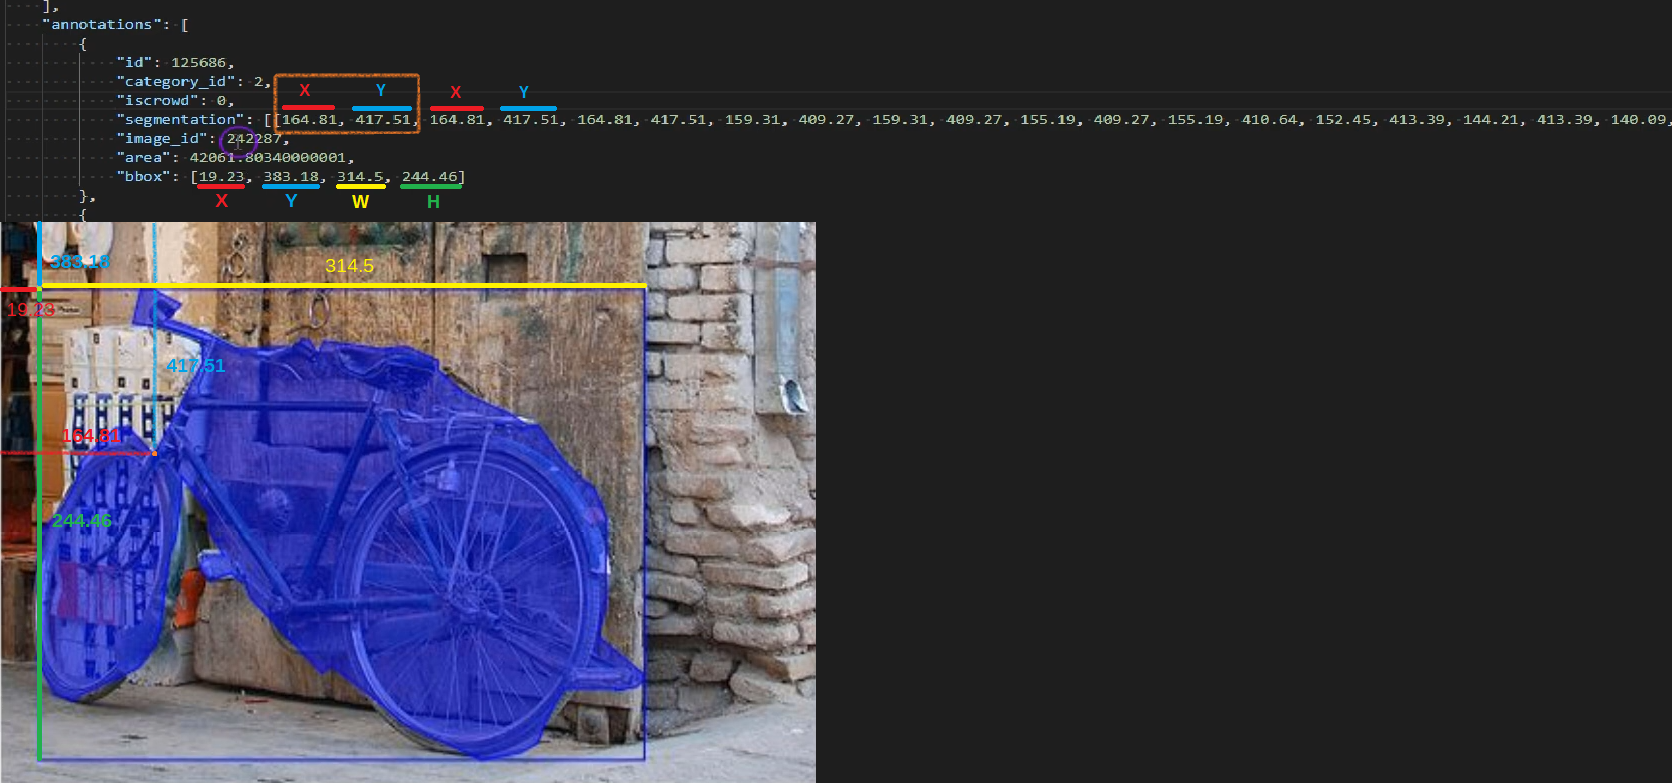 ],
"annotations": [
{
"id": 125686,
"category_id": 2,
X Y X Y
"iscrowd": 0,
"segmentation": [[164.81, 417.51, 164.81, 417.51, 164.81, 417.51, 159.31, 409.27, 159.31, 409.27, 155.19, 409.27, 155.19, 410.64, 152.45, 413.39, 144.21, 413.39, 140.09,
"image_id": 242287,
"area": 42061.80340000001,
"bbox": [19.23, 383.18, 314.5, 244.46]
X Y W H
},
{
383.18
314.5
19.23
417.51
164.81
244.46